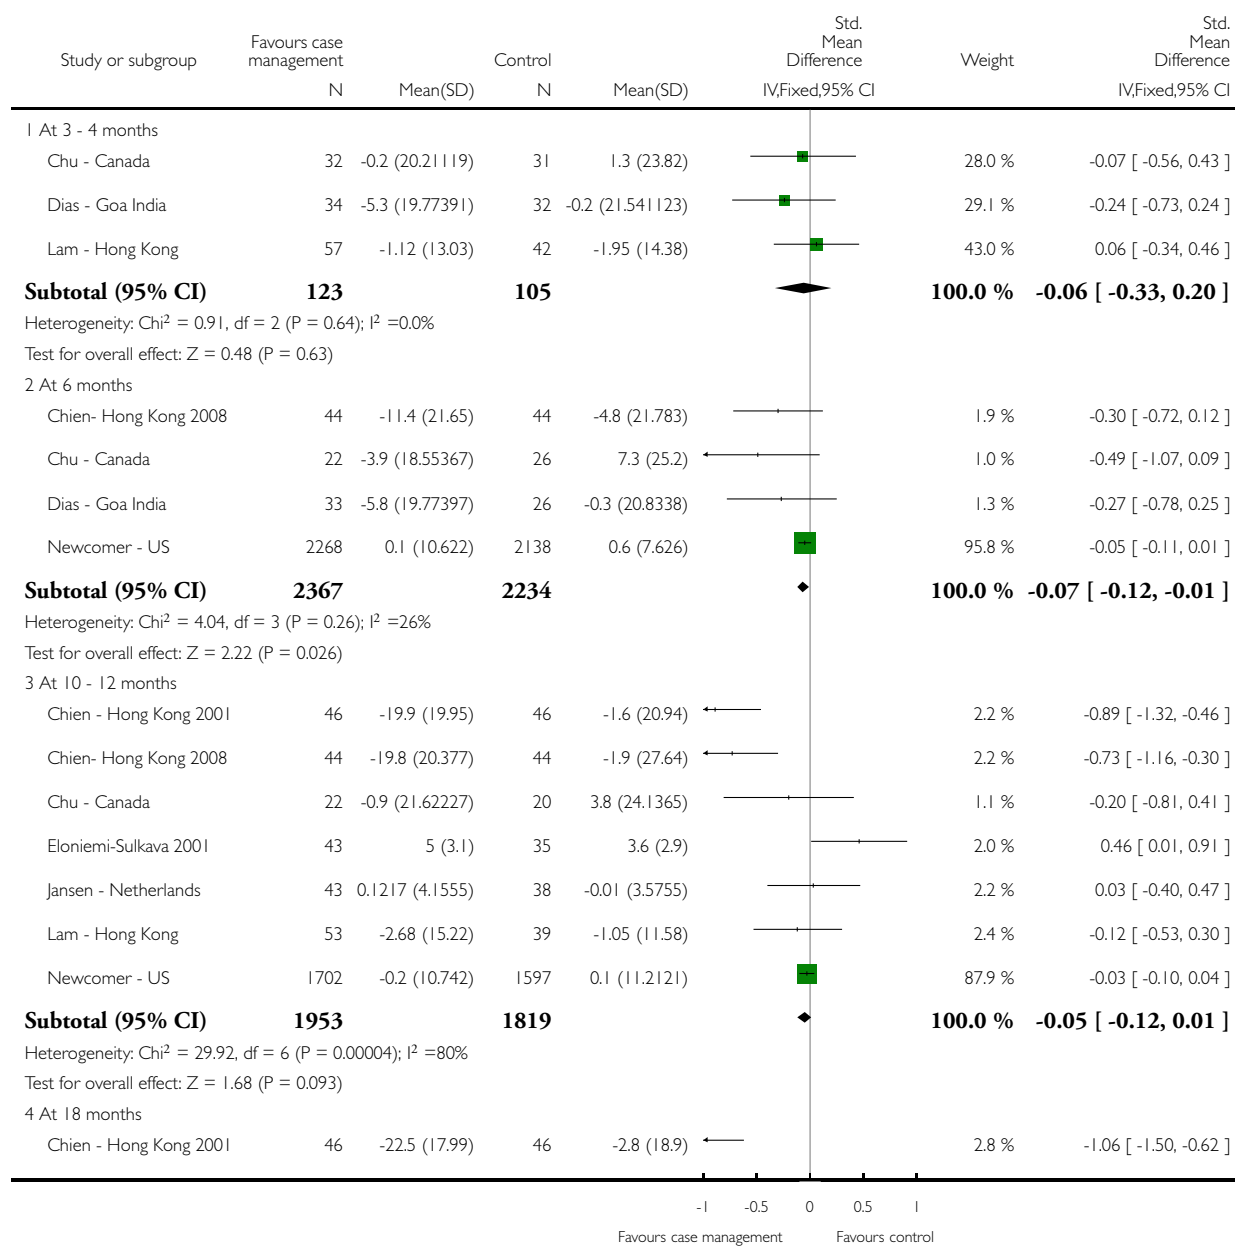 Study or subgroup Favours case management Control Std. Mean Difference Weight Std. Mean Difference
N Mean(SD) N Mean(SD) IV,Fixed,95% CI IV,Fixed,95% CI
1 At 3 - 4 months
Chu - Canada 32 -0.2 (20.21119) 31 1.3 (23.82) 28.0 % -0.07 [ -0.56, 0.43 ]
Dias - Goa India 34 -5.3 (19.77391) 32 -0.2 (21.541123) 29.1 % -0.24 [ -0.73, 0.24 ]
Lam - Hong Kong 57 -1.12 (13.03) 42 -1.95 (14.38) 43.0 % 0.06 [ -0.34, 0.46 ]
Subtotal (95% CI) 123 105 100.0 % -0.06 [ -0.33, 0.20 ]
Heterogeneity: Chi² = 0.91, df = 2 (P = 0.64); I² =0.0%
Test for overall effect: Z = 0.48 (P = 0.63)
2 At 6 months
Chien- Hong Kong 2008 44 -11.4 (21.65) 44 -4.8 (21.783) 1.9 % -0.30 [ -0.72, 0.12 ]
Chu - Canada 22 -3.9 (18.55367) 26 7.3 (25.2) 1.0 % -0.49 [ -1.07, 0.09 ]
Dias - Goa India 33 -5.8 (19.77397) 26 -0.3 (20.8338) 1.3 % -0.27 [ -0.78, 0.25 ]
Newcomer - US 2268 0.1 (10.622) 2138 0.6 (7.626) 95.8 % -0.05 [ -0.11, 0.01 ]
Subtotal (95% CI) 2367 2234 100.0 % -0.07 [ -0.12, -0.01 ]
Heterogeneity: Chi² = 4.04, df = 3 (P = 0.26); I² =26%
Test for overall effect: Z = 2.22 (P = 0.026)
3 At 10 - 12 months
Chien - Hong Kong 2001 46 -19.9 (19.95) 46 -1.6 (20.94) 2.2 % -0.89 [ -1.32, -0.46 ]
Chien- Hong Kong 2008 44 -19.8 (20.377) 44 -1.9 (27.64) 2.2 % -0.73 [ -1.16, -0.30 ]
Chu - Canada 22 -0.9 (21.62227) 20 3.8 (24.1365) 1.1 % -0.20 [ -0.81, 0.41 ]
Eloniemi-Sulkava 2001 43 5 (3.1) 35 3.6 (2.9) 2.0 % 0.46 [ 0.01, 0.91 ]
Jansen - Netherlands 43 0.1217 (4.1555) 38 -0.01 (3.5755) 2.2 % 0.03 [ -0.40, 0.47 ]
Lam - Hong Kong 53 -2.68 (15.22) 39 -1.05 (11.58) 2.4 % -0.12 [ -0.53, 0.30 ]
Newcomer - US 1702 -0.2 (10.742) 1597 0.1 (11.2121) 87.9 % -0.03 [ -0.10, 0.04 ]
Subtotal (95% CI) 1953 1819 100.0 % -0.05 [ -0.12, 0.01 ]
Heterogeneity: Chi² = 29.92, df = 6 (P = 0.00004); I² =80%
Test for overall effect: Z = 1.68 (P = 0.093)
4 At 18 months
Chien - Hong Kong 2001 46 -22.5 (17.99) 46 -2.8 (18.9) 2.8 % -1.06 [ -1.50, -0.62 ]
-1 -0.5 0 0.5 1
Favours case management Favours control